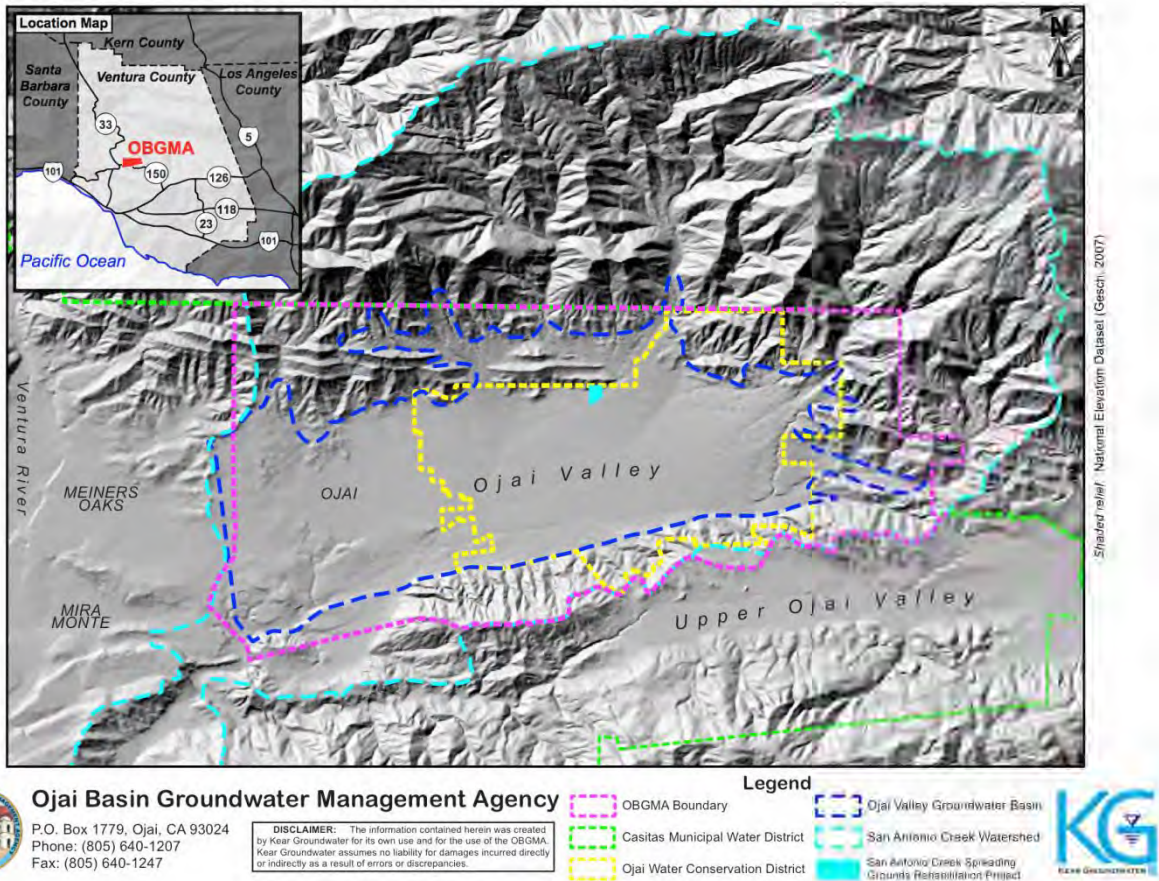 Location Map
N
Kern County
Santa
Barbara
County
Ventura County
Los Angeles
County
33
5
OBGMA
101
150
126
118
23
101
Pacific Ocean
Ventura River
MEINERS
OAKS
OJAI
Ojai Valley
MIRA
MONTE
Upper Ojai Valley
Shaded relief: National Elevation Dataset (Gesch, 2007)
Ojai Basin Groundwater Management Agency
P.O. Box 1779, Ojai, CA 93024
Phone: (805) 640-1207
Fax: (805) 640-1247
DISCLAIMER: The information contained herein was created
by Kear Groundwater for its own use and for the use of the OBGMA.
Kear Groundwater assumes no liability for damages incurred directly
or indirectly as a result of errors or discrepancies.
Legend
OBGMA Boundary
Casitas Municipal Water District
Ojai Water Conservation District
Ojai Valley Groundwater Basin
San Antonio Creek Watershed
San Antonio Creek Spreading
Grounds Rehabilitation Project
KG
KEAR GROUNDWATER